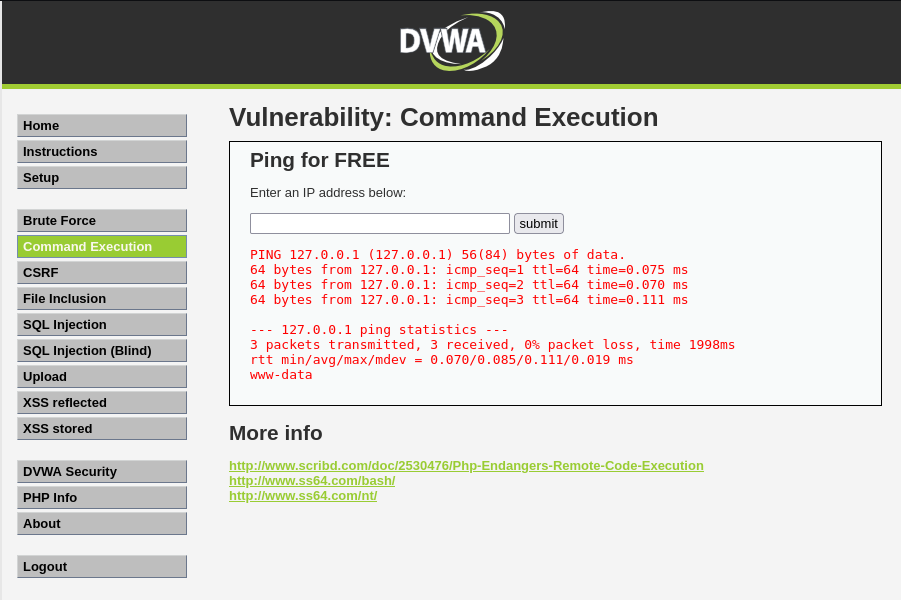 DVWA
Home
Instructions
Setup
Brute Force
Command Execution
CSRF
File Inclusion
SQL Injection
SQL Injection (Blind)
Upload
XSS reflected
XSS stored
DVWA Security
PHP Info
About
Logout
Vulnerability: Command Execution
Ping for FREE
Enter an IP address below:
submit
PING 127.0.0.1 (127.0.0.1) 56(84) bytes of data.
64 bytes from 127.0.0.1: icmp_seq=1 ttl=64 time=0.075 ms
64 bytes from 127.0.0.1: icmp_seq=2 ttl=64 time=0.070 ms
64 bytes from 127.0.0.1: icmp_seq=3 ttl=64 time=0.111 ms
--- 127.0.0.1 ping statistics ---
3 packets transmitted, 3 received, 0% packet loss, time 1998ms
rtt min/avg/max/mdev = 0.070/0.085/0.111/0.019 ms
www-data
More info
http://www.scribd.com/doc/2530476/Php-Endangers-Remote-Code-Execution
http://www.ss64.com/bash/
http://www.ss64.com/nt/